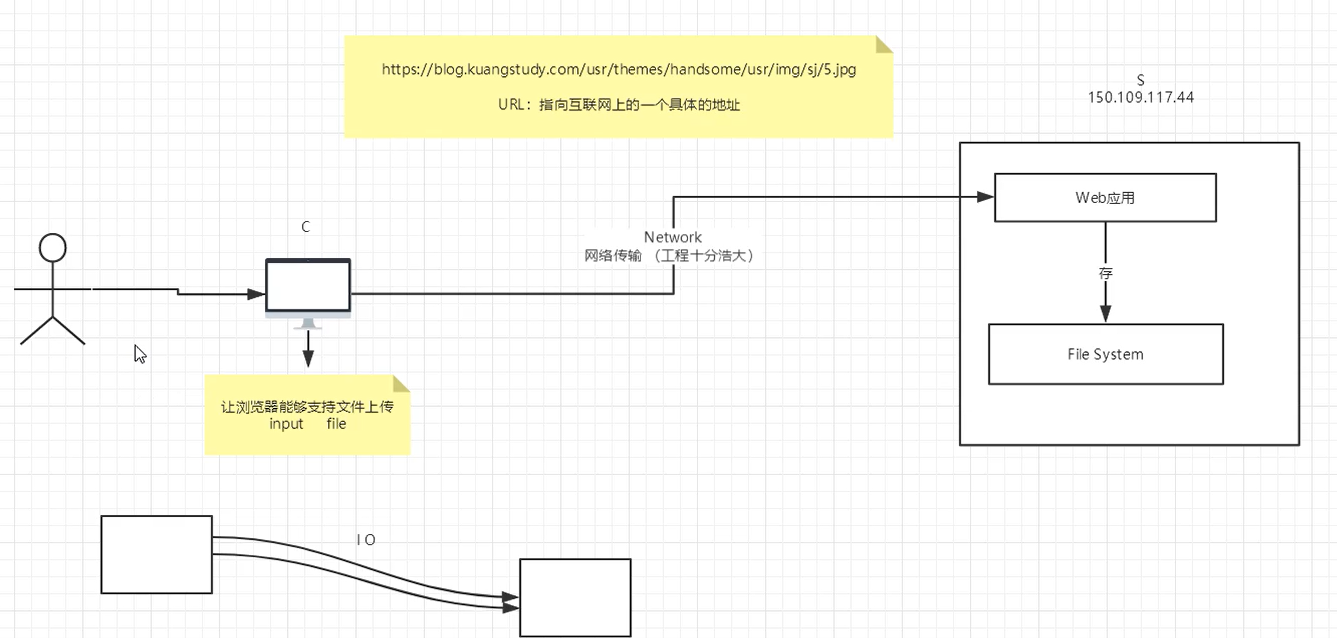 https://blog.kuangstudy.com/usr/themes/handsome/usr/img/sj/5.jpg
URL：指向互联网上的一个具体的地址
S
150.109.117.44
Web应用
C
Network
网络传输 （工程十分浩大）
存
File System
让浏览器能够支持文件上传
input file
I O